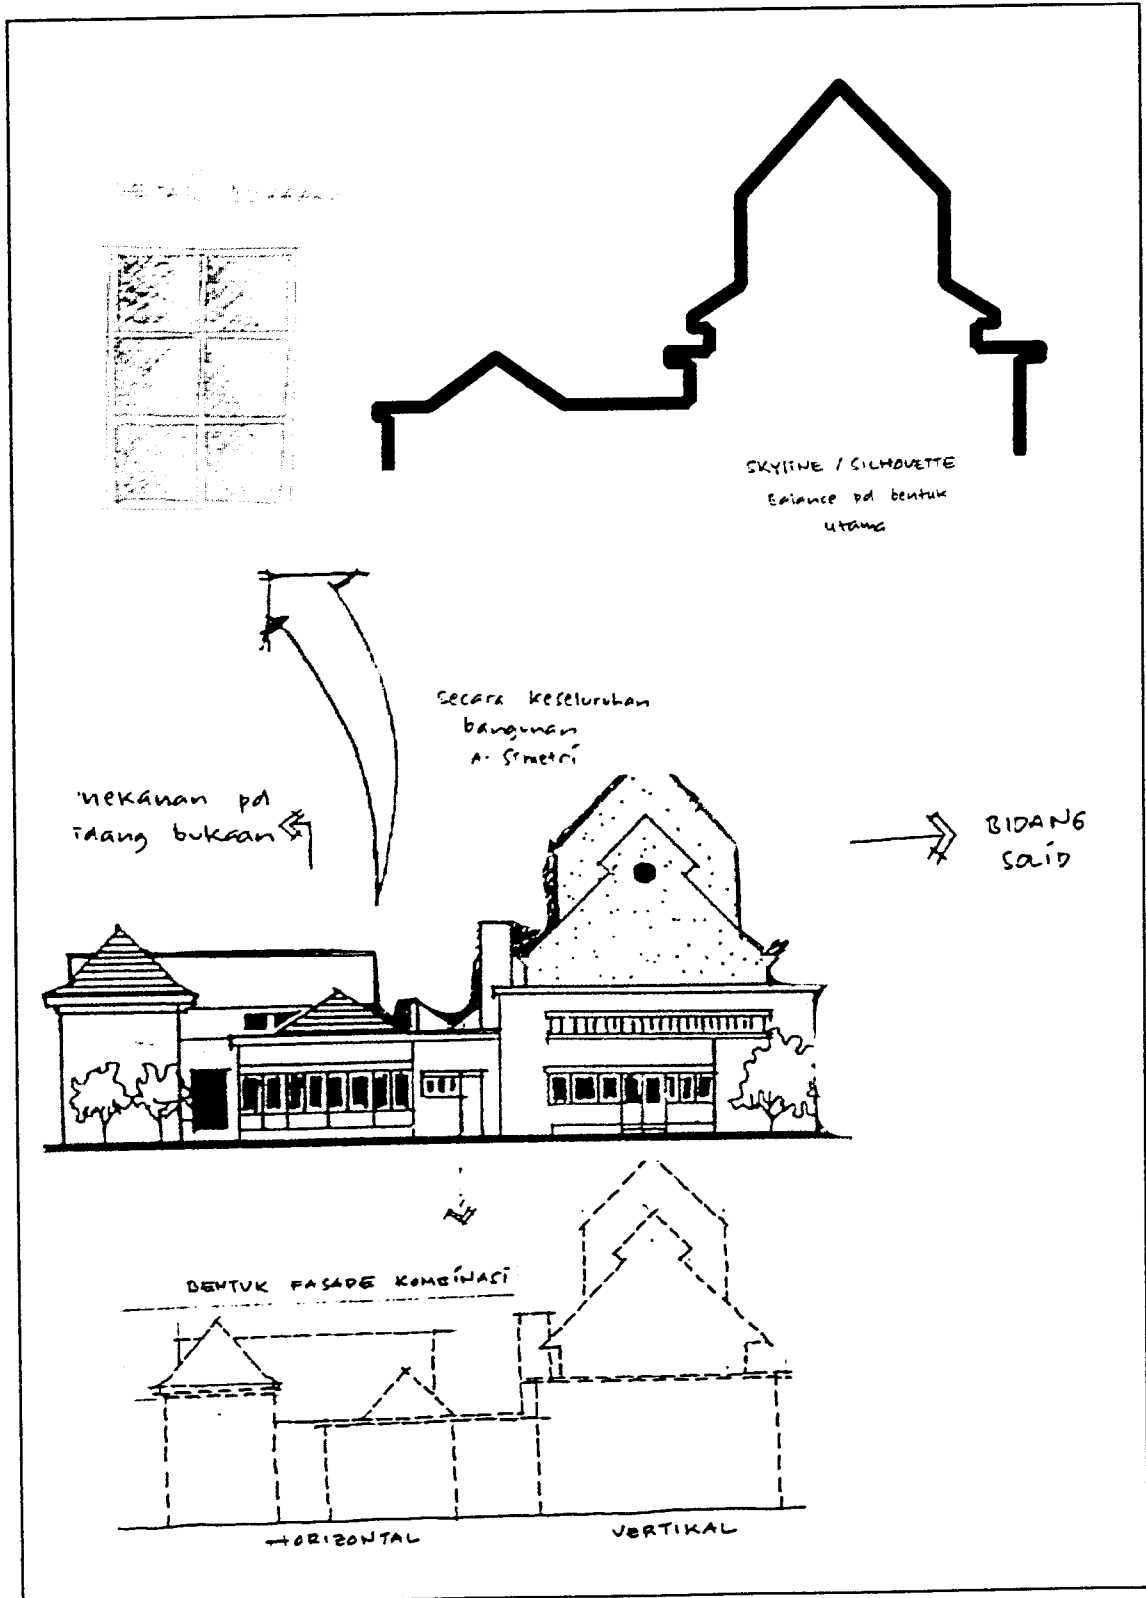 SKYLINE / SILHOUETTE
Balance pd bentuk
utama
Secara keseluruhan
bangunan
A-Simetri
nekanan pd
idang bukaan
BIDANG
SOLID
BENTUK FASADE KOMBINASI
HORIZONTAL
VERTIKAL